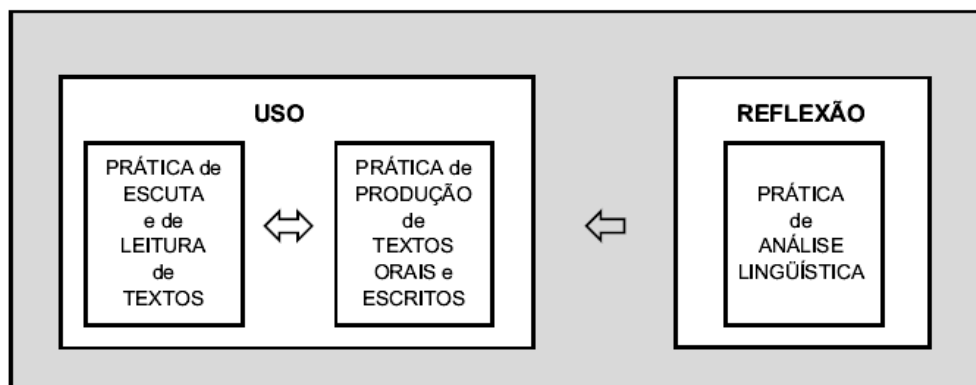 USO
PRÁTICA de
ESCUTA
e de
LEITURA
de
TEXTOS
PRÁTICA de
PRODUÇÃO
de
TEXTOS
ORAIS e
ESCRITOS
REFLEXÃO
PRÁTICA
de
ANÁLISE
LINGÜÍSTICA